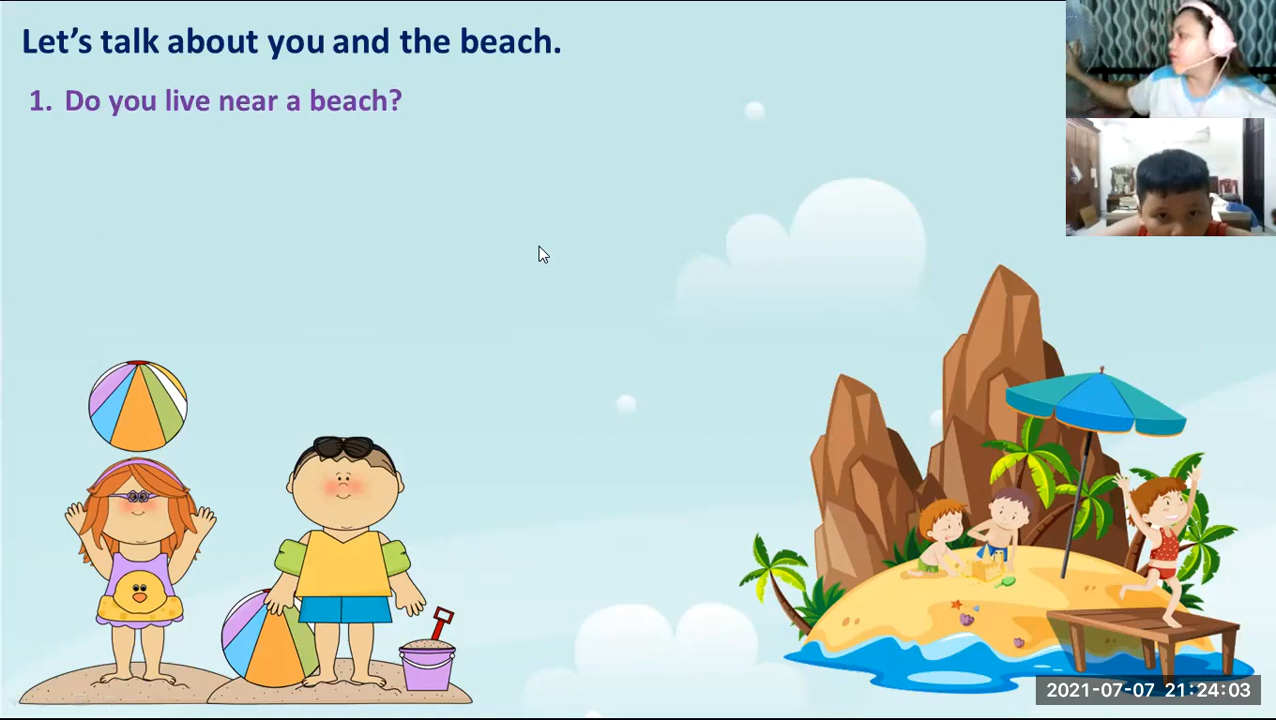 Let's talk about you and the beach.
1. Do you live near a beach?
2021-07-07 21:24:03